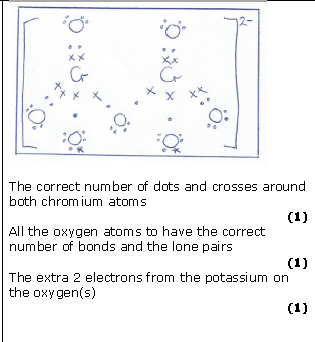 2-
Cr Cr
The correct number of dots and crosses around
both chromium atoms
(1)
All the oxygen atoms to have the correct
number of bonds and the lone pairs
(1)
The extra 2 electrons from the potassium on
the oxygen(s)
(1)